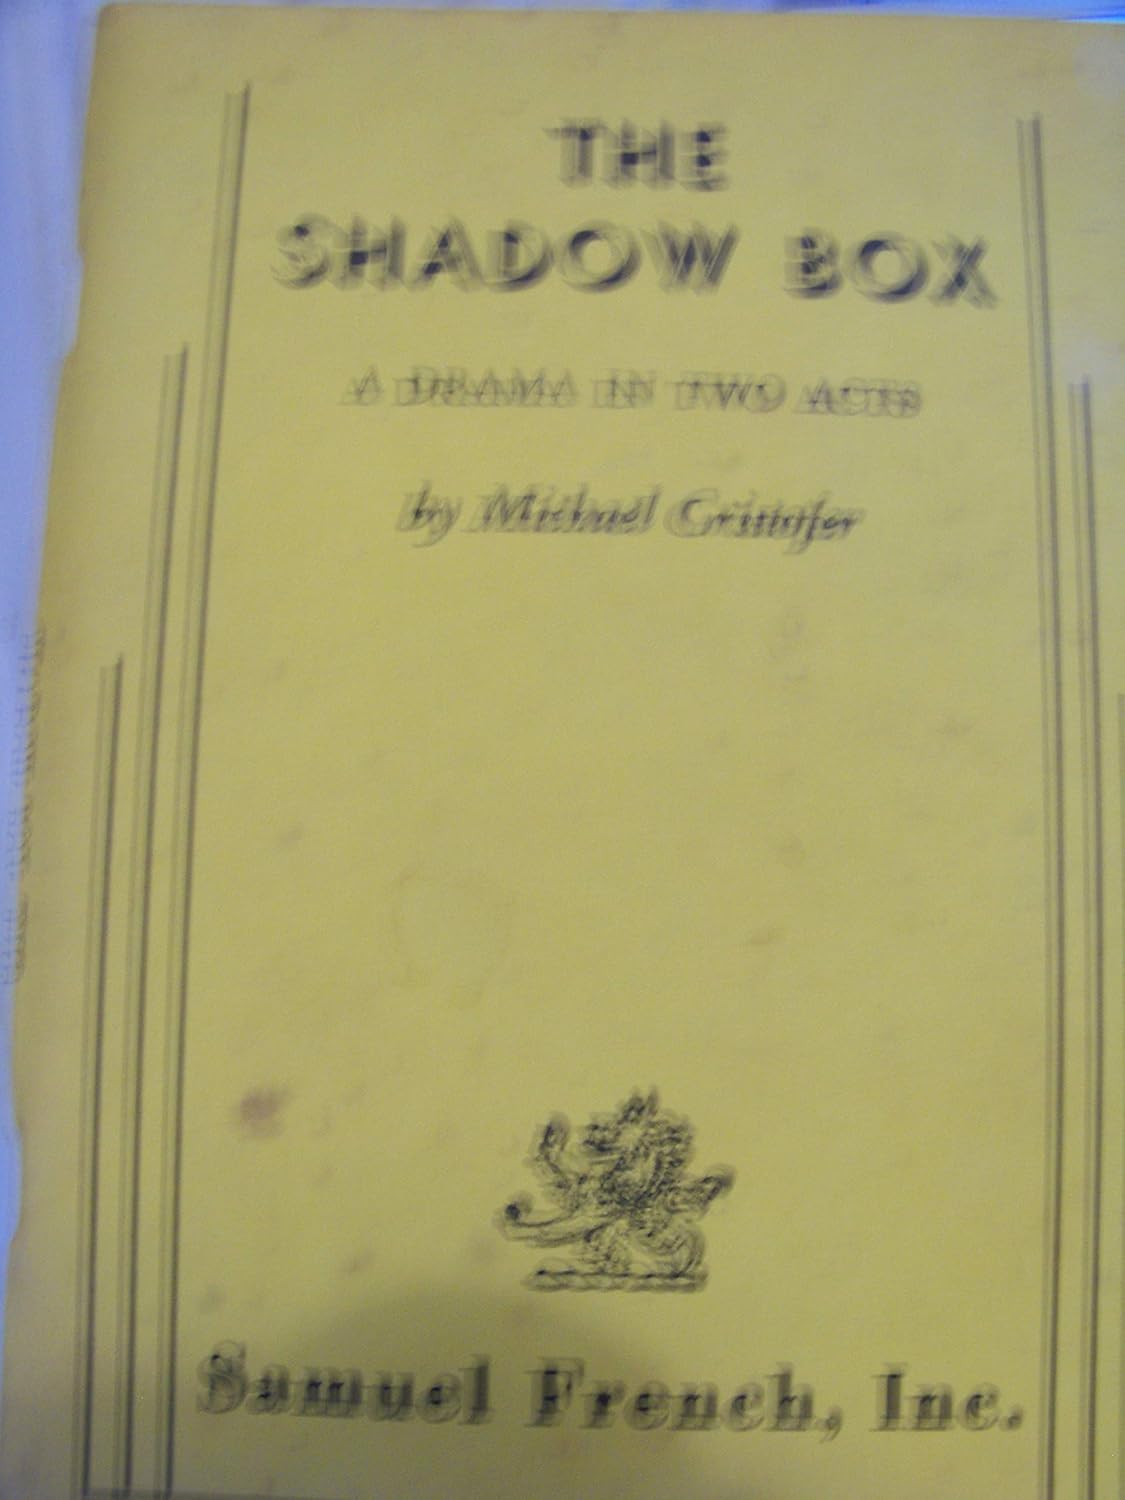 THE
SHADOW BOX
A DRAMA IN TWO ACTS
by Michael Cristofer
Samuel French, Inc.